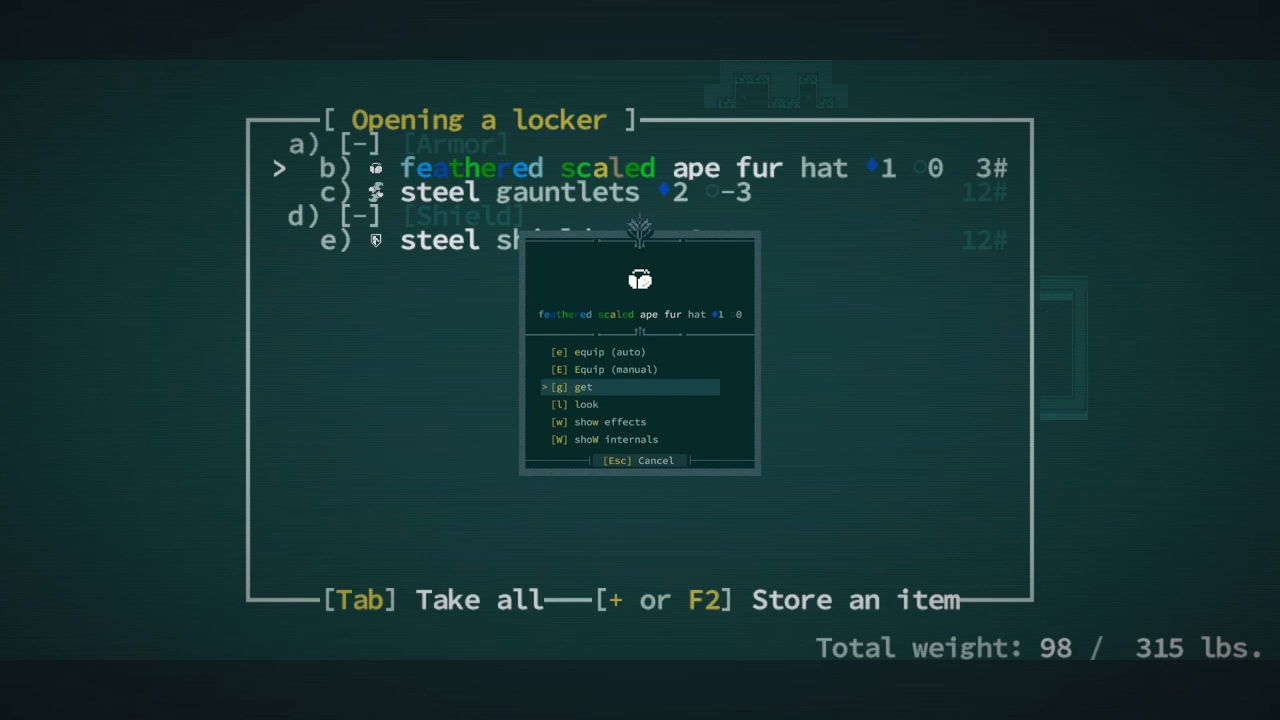 [ Opening a locker ]
a) [-] [Armor]
> b) feathered scaled ape fur hat ♦1 ○0 3#
c) steel gauntlets ♦2 ○-3 12#
d) [-] [Shield]
e) steel 12#
feathered scaled ape fur hat ♦1 ○0
[e] equip (auto)
[E] Equip (manual)
>[g] get
[l] look
[w] show effects
[W] shoW internals
[Esc] Cancel
[Tab] Take all [+ or F2] Store an item
Total weight: 98 / 315 lbs.